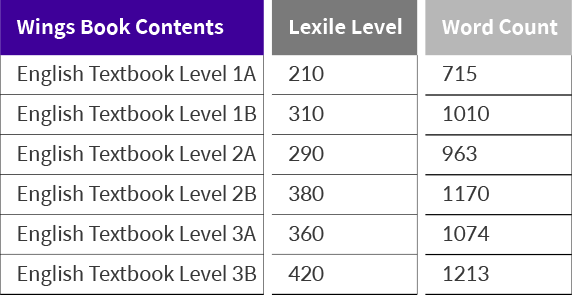 Wings Book Contents Lexile Level Word Count
English Textbook Level 1A 210 715
English Textbook Level 1B 310 1010
English Textbook Level 2A 290 963
English Textbook Level 2B 380 1170
English Textbook Level 3A 360 1074
English Textbook Level 3B 420 1213